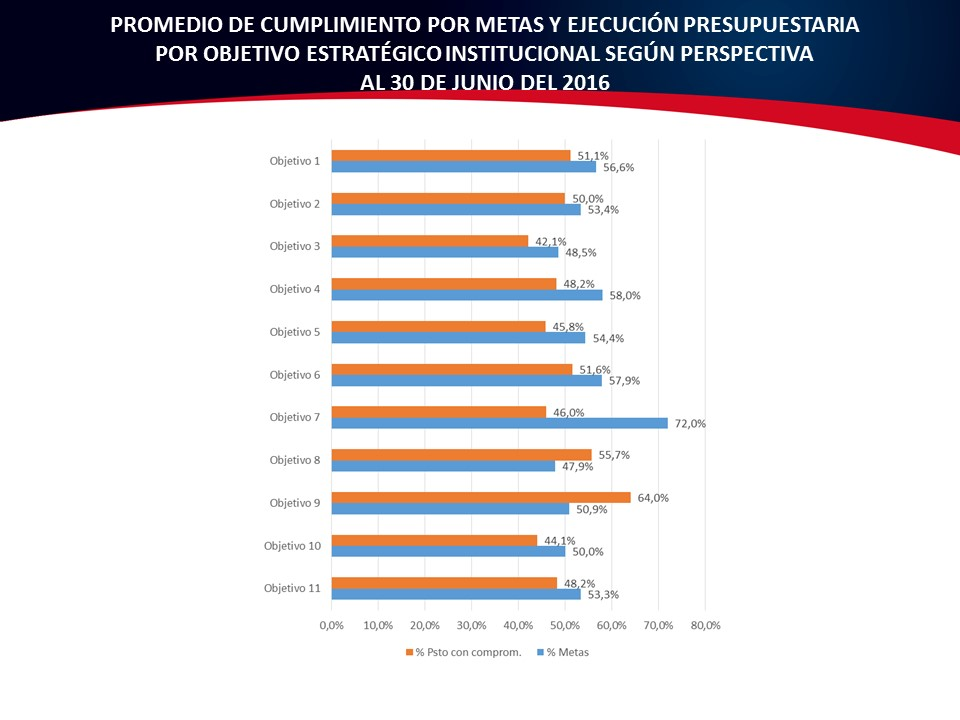 PROMEDIO DE CUMPLIMIENTO POR METAS Y EJECUCIÓN PRESUPUESTARIA
POR OBJETIVO ESTRATÉGICO INSTITUCIONAL SEGÚN PERSPECTIVA
AL 30 DE JUNIO DEL 2016
Objetivo 1
51,1%
56,6%
Objetivo 2
50,0%
53,4%
Objetivo 3
42,1%
48,5%
Objetivo 4
48,2%
58,0%
Objetivo 5
45,8%
54,4%
Objetivo 6
51,6%
57,9%
Objetivo 7
46,0%
72,0%
Objetivo 8
55,7%
47,9%
Objetivo 9
64,0%
50,9%
Objetivo 10
44,1%
50,0%
Objetivo 11
48,2%
53,3%
0,0% 10,0% 20,0% 30,0% 40,0% 50,0% 60,0% 70,0% 80,0%
% Psto con comprom. % Metas